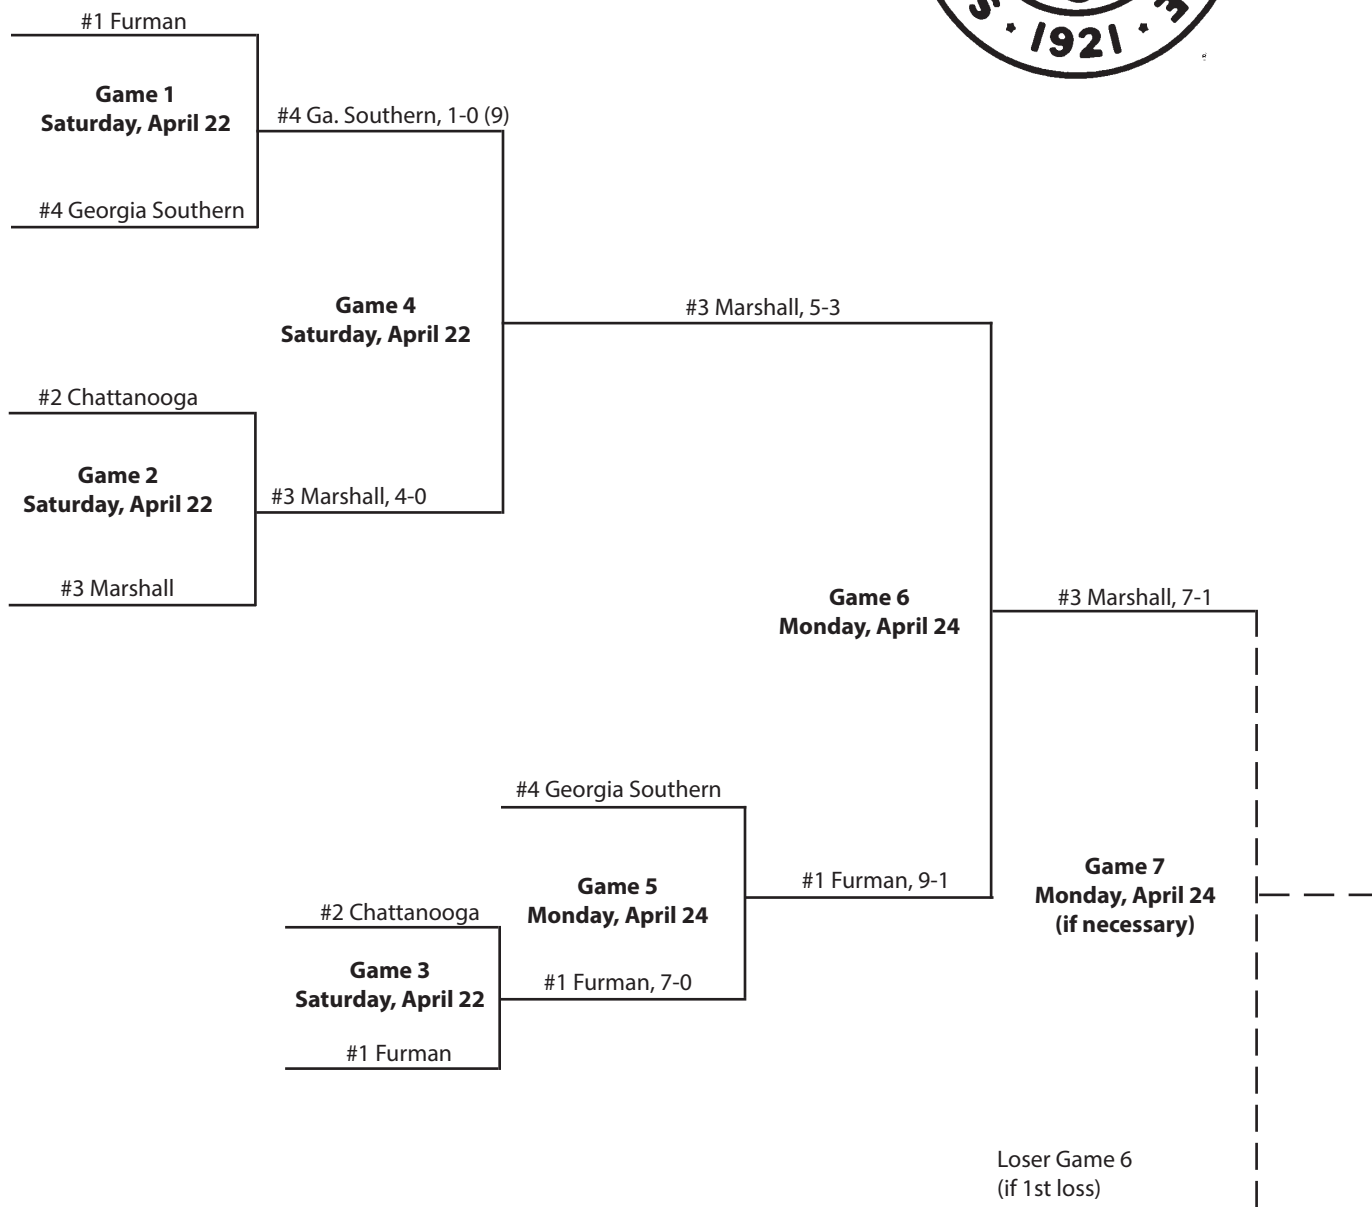 #1 Furman
Game 1
Saturday, April 22
#4 Ga. Southern, 1-0 (9)
#4 Georgia Southern
Game 4
Saturday, April 22
#3 Marshall, 5-3
#2 Chattanooga
Game 2
Saturday, April 22
#3 Marshall, 4-0
#3 Marshall
Game 6
Monday, April 24
#3 Marshall, 7-1
#4 Georgia Southern
Game 5
Monday, April 24
#1 Furman, 9-1
Game 7
Monday, April 24
(if necessary)
#2 Chattanooga
Game 3
Saturday, April 22
#1 Furman, 7-0
#1 Furman
Loser Game 6
(if 1st loss)
S · 1921 · E